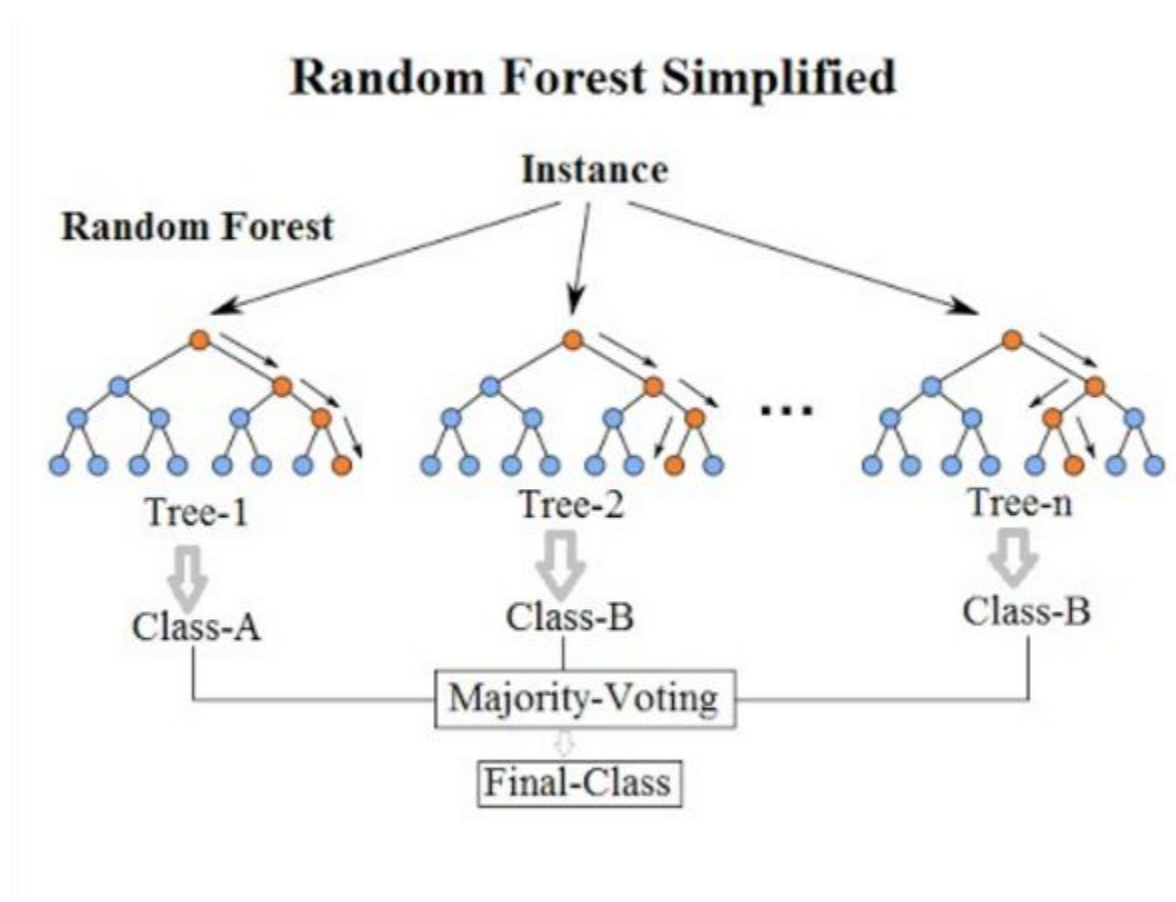 Random Forest Simplified
Instance
Random Forest
...
Tree-1
Tree-2
Tree-n
Class-A
Class-B
Class-B
Majority-Voting
Final-Class